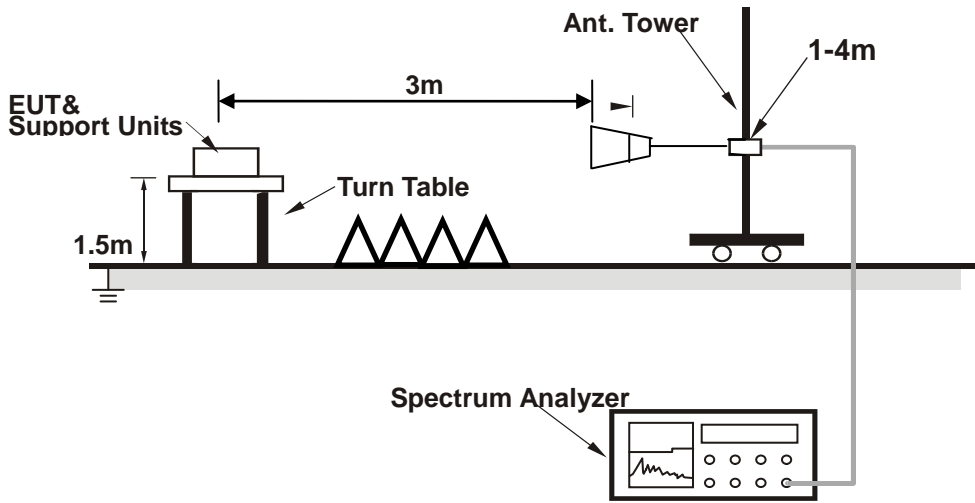 Ant. Tower
1-4m
3m
EUT&
Support Units
Turn Table
1.5m
Spectrum Analyzer